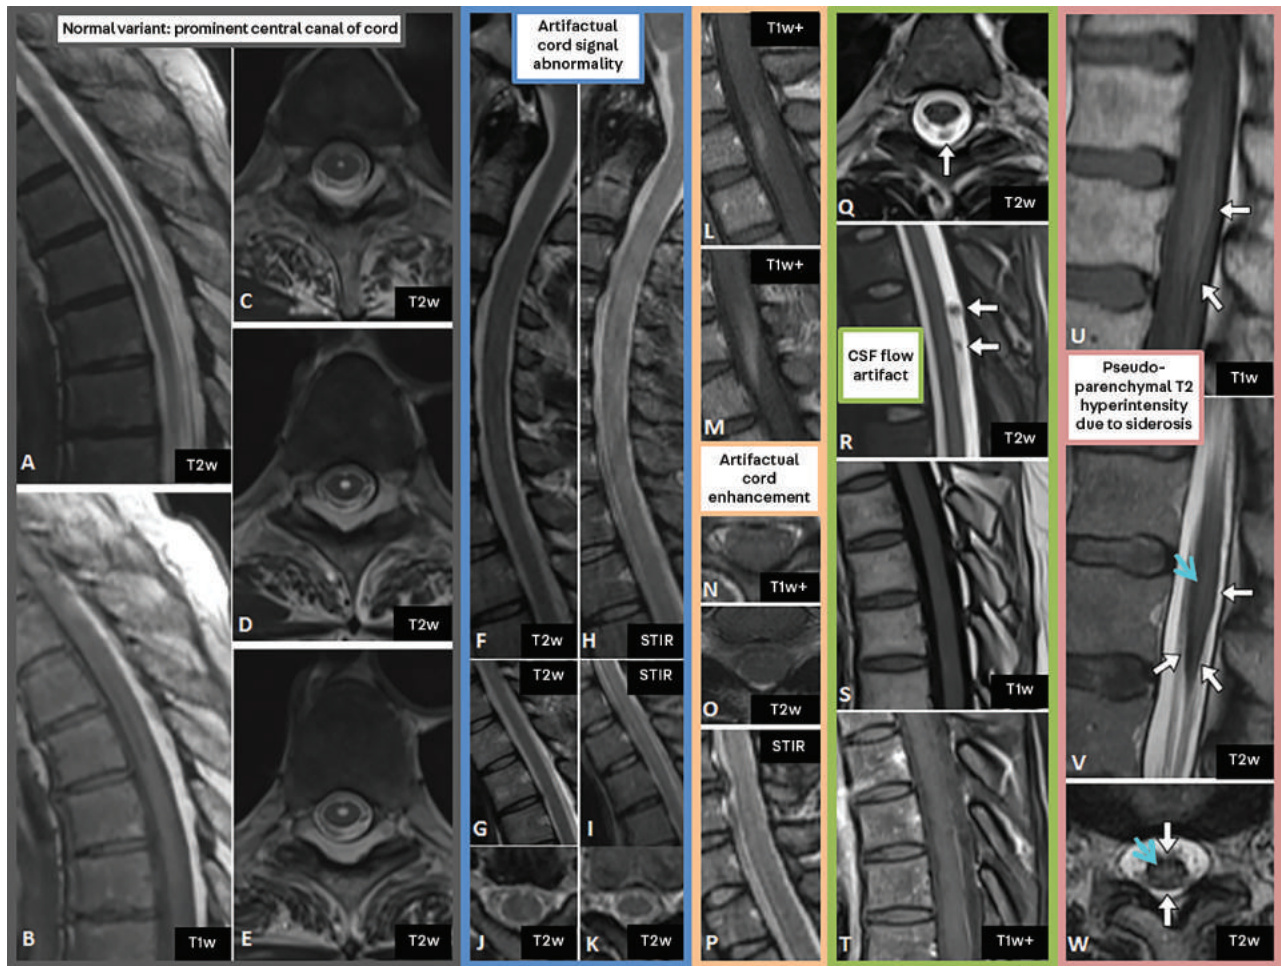 Normal variant: prominent central canal of cord
A
T2w
B
T1w
C
T2w
D
T2w
E
T2w
Artifactual
cord signal
abnormality
F
T2w
H
STIR
T2w
G
STIR
I
J
T2w
K
T2w
T1w+
L
T1w+
M
Artifactual
cord
enhancement
N
T1w+
O
T2w
STIR
P
Q
T2w
CSF flow
artifact
R
T2w
S
T1w
T
T1w+
U
T1w
Pseudo-
parenchymal T2
hyperintensity
due to siderosis
V
T2w
W
T2w